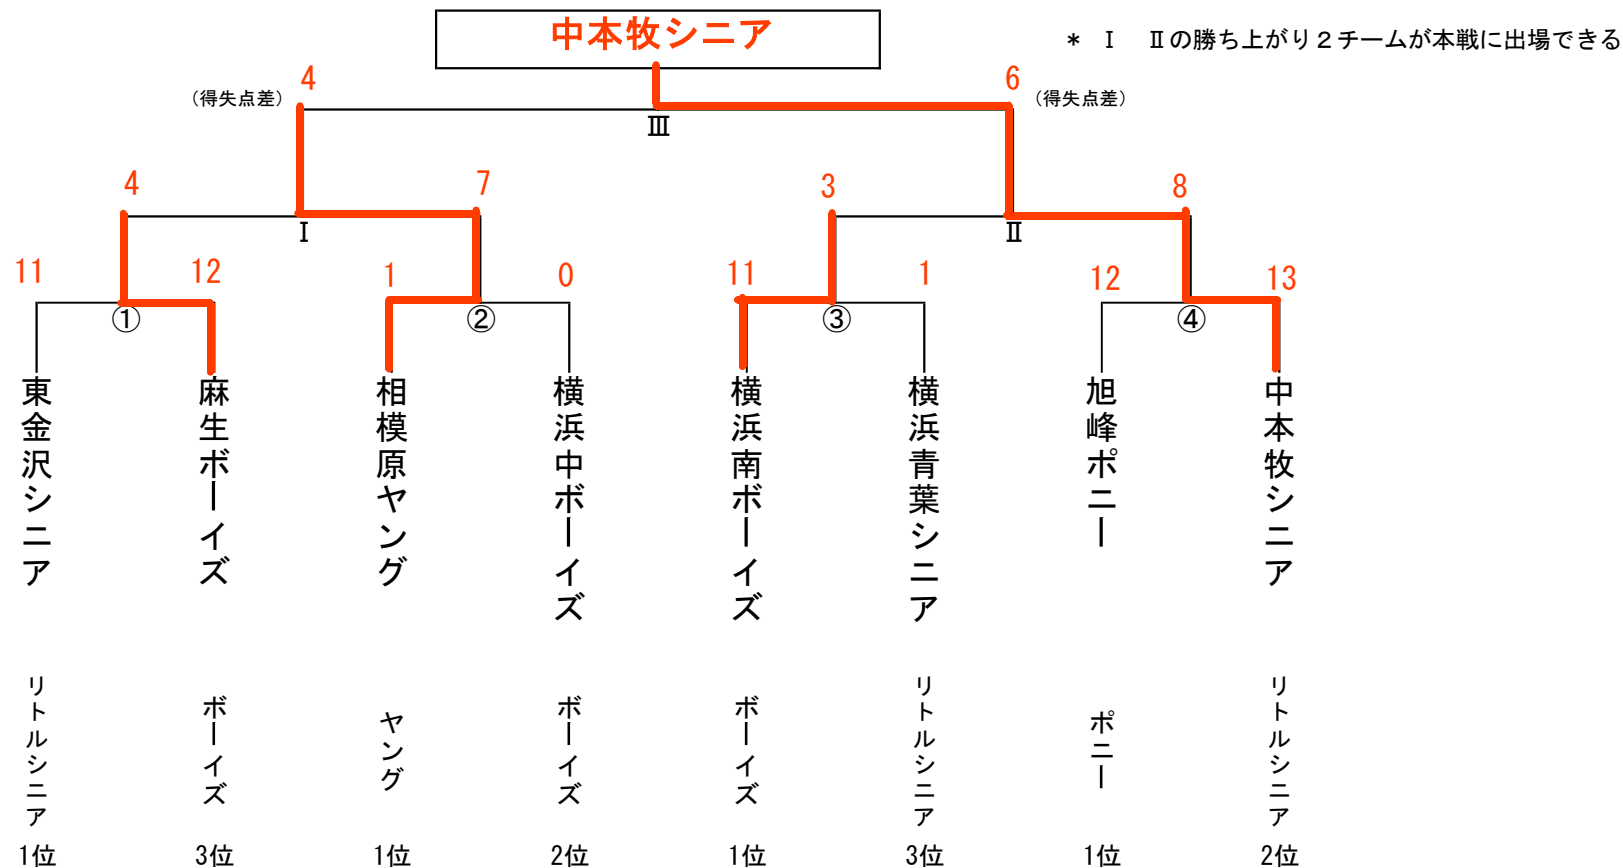 中本牧シニア
* Ⅰ Ⅱの勝ち上がり２チームが本戦に出場できる
4
6
(得失点差)
(得失点差)
Ⅲ
4
7
3
8
Ⅰ
Ⅱ
11
12
1
0
11
1
12
13
①
②
③
④
東金沢シニア
麻生ボーイズ
相模原ヤング
横浜中ボーイズ
横浜南ボーイズ
横浜青葉シニア
旭峰ポニー
中本牧シニア
リトルシニア
ボーイズ
ヤング
ボーイズ
ボーイズ
リトルシニア
ポニー
リトルシニア
1位
3位
1位
2位
1位
3位
1位
2位